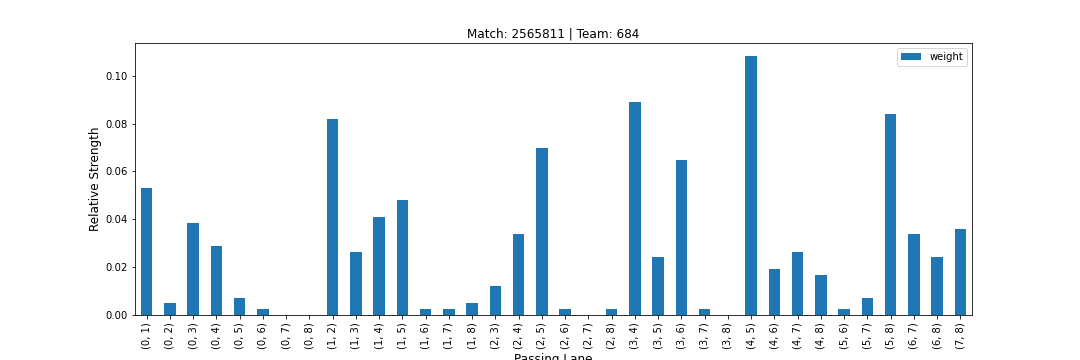 Match: 2565811 | Team: 684
weight
Relative Strength
0.10
0.08
0.06
0.04
0.02
0.00
(0, 1) (0, 2) (0, 3) (0, 4) (0, 5) (0, 6) (0, 7) (0, 8) (1, 2) (1, 3) (1, 4) (1, 5) (1, 6) (1, 7) (1, 8) (2, 3) (2, 4) (2, 5) (2, 6) (2, 7) (2, 8) (3, 4) (3, 5) (3, 6) (3, 7) (3, 8) (4, 5) (4, 6) (4, 7) (4, 8) (5, 6) (5, 7) (5, 8) (6, 7) (6, 8) (7, 8)
Passing Lane